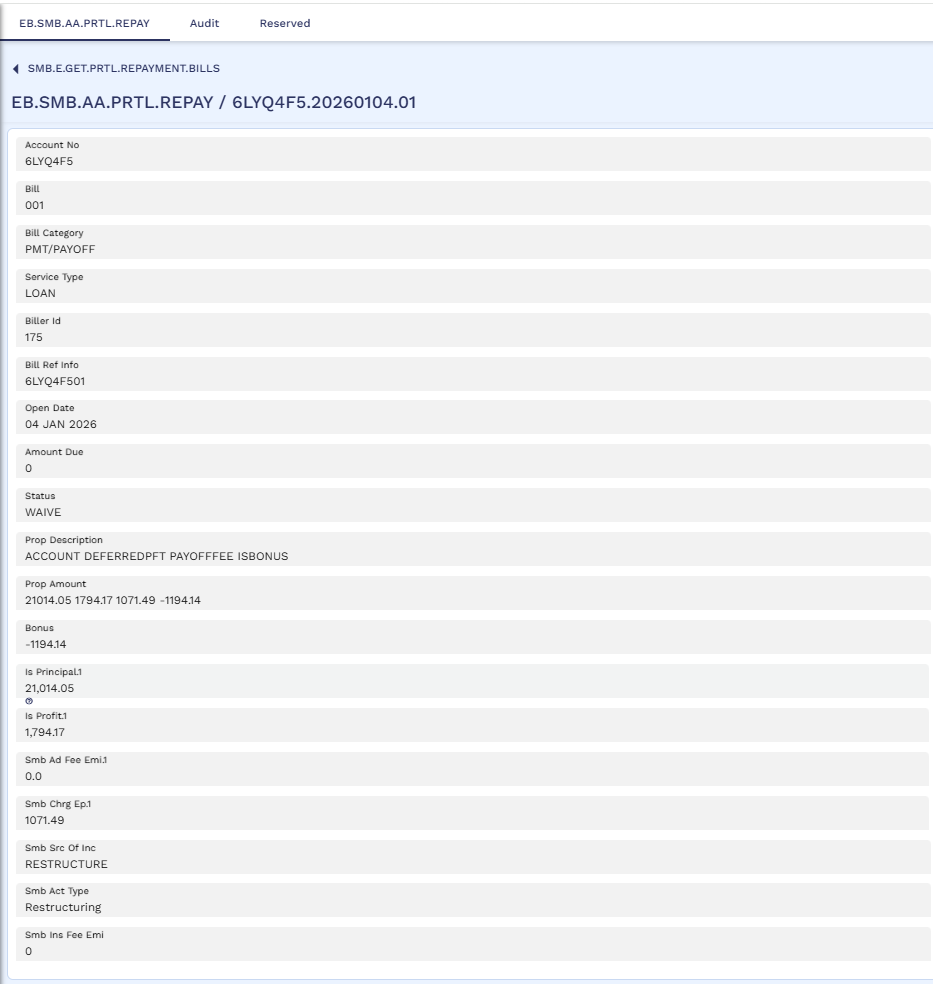 EB.SMB.AA.PRTL.REPAY Audit Reserved
SMB.E.GET.PRTL.REPAYMENT.BILLS
EB.SMB.AA.PRTL.REPAY / 6LYQ4F5.20260104.01
Account No
6LYQ4F5
Bill
001
Bill Category
PMT/PAYOFF
Service Type
LOAN
Biller Id
175
Bill Ref Info
6LYQ4F501
Open Date
04 JAN 2026
Amount Due
0
Status
WAIVE
Prop Description
ACCOUNT DEFERREDPFT PAYOFFFEE ISBONUS
Prop Amount
21014.05 1794.17 1071.49 -1194.14
Bonus
-1194.14
Is Principal.1
21,014.05
Is Profit.1
1,794.17
Smb Ad Fee Emi.1
0.0
Smb Chrg Ep.1
1071.49
Smb Src Of Inc
RESTRUCTURE
Smb Act Type
Restructuring
Smb Ins Fee Emi
0